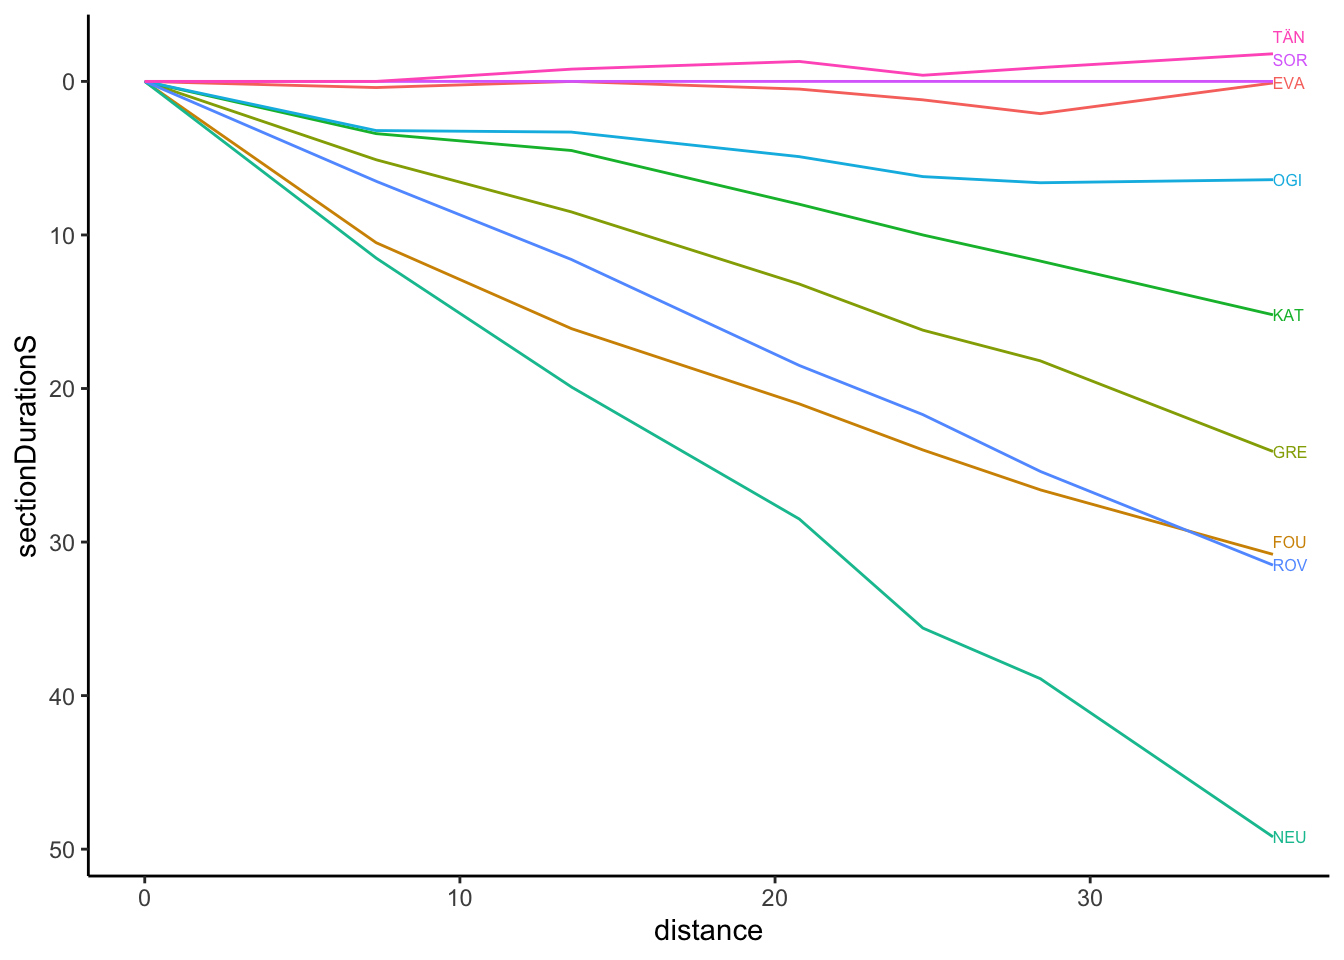 TÄN
SOR
EVA
OGI
KAT
GRE
FOU
ROV
NEU
0
10
20
30
40
50
sectionDurationS
0 10 20 30
distance